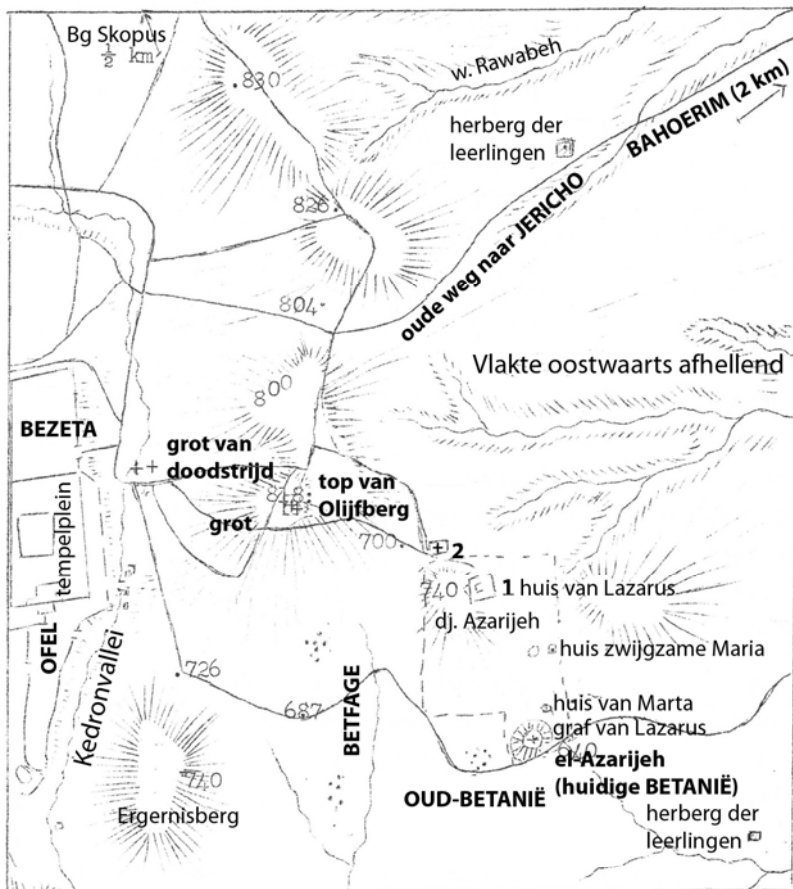 Bg Skopus
½ km
830
w. Rawabeh
BAHOERIM (2 km)
herberg der
leerlingen
826
oude weg naar JERICHO
804
Vlakte oostwaarts afhellend
800
BEZETA
grot van
doodstrijd
top van
Olijfberg
848
grot
tempelplein
700
2
740
1 huis van Lazarus
dj. Azarijeh
OFEL
Kedronvallei
huis zwijgzame Maria
726
BETFAGE
687
huis van Marta
graf van Lazarus
640
el-Azarijeh
(huidige BETANIË)
740
OUD-BETANIË
Ergernisberg
herberg der
leerlingen